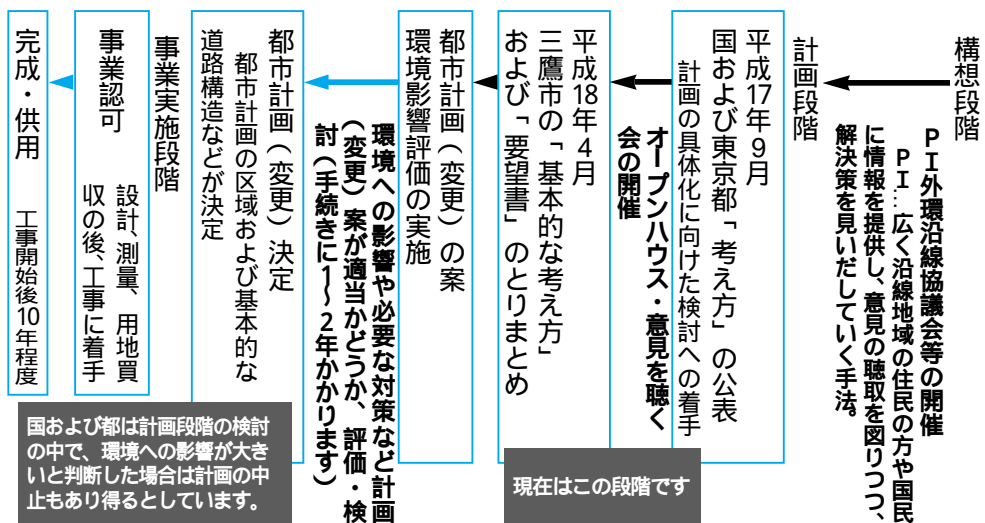 構想段階
PI外環沿線協議会等の開催
PI…広く沿線地域の住民の方や国民
に情報を提供し、意見の聴取を図りつつ、
解決策を見いだしていく手法。
計画段階
平成17年9月
国および東京都「考え方」の公表
計画の具体化に向けた検討への着手
オープンハウス・意見を聴く
会の開催
平成18年4月
三鷹市の「基本的な考え方」
および「要望書」のとりまとめ
現在はこの段階です
都市計画(変更)の案
環境影響評価の実施
環境への影響や必要な対策など計画
(変更)案が適当かどうか、評価・検
討(手続きに1〜2年かかります)
都市計画(変更)決定
都市計画の区域および基本的な
道路構造などが決定
事業実施段階
事業認可
設計、測量、用地買
収の後、工事に着手
完成・供用
工事開始後10年程度
国および都は計画段階の検討
の中で、環境への影響が大き
いと判断した場合は計画の中
止もあり得るとしています。